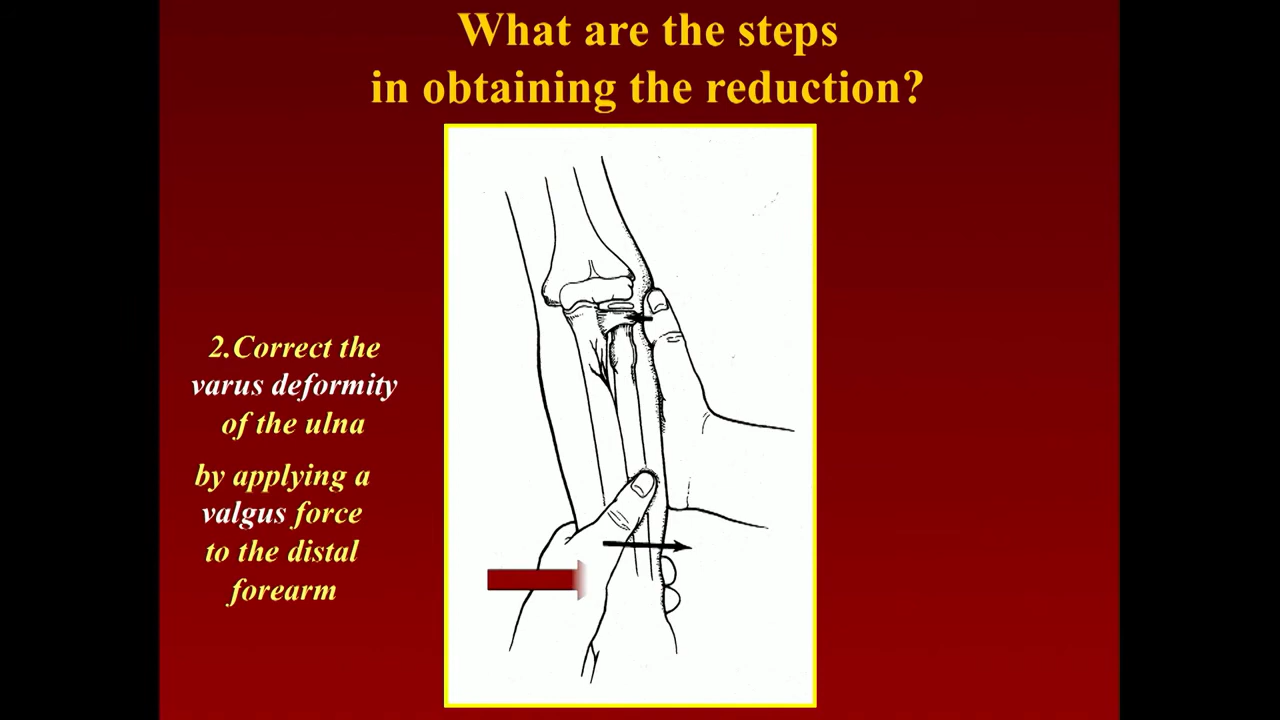 What are the steps
in obtaining the reduction?
2.Correct the
varus deformity
of the ulna
by applying a
valgus force
to the distal
forearm